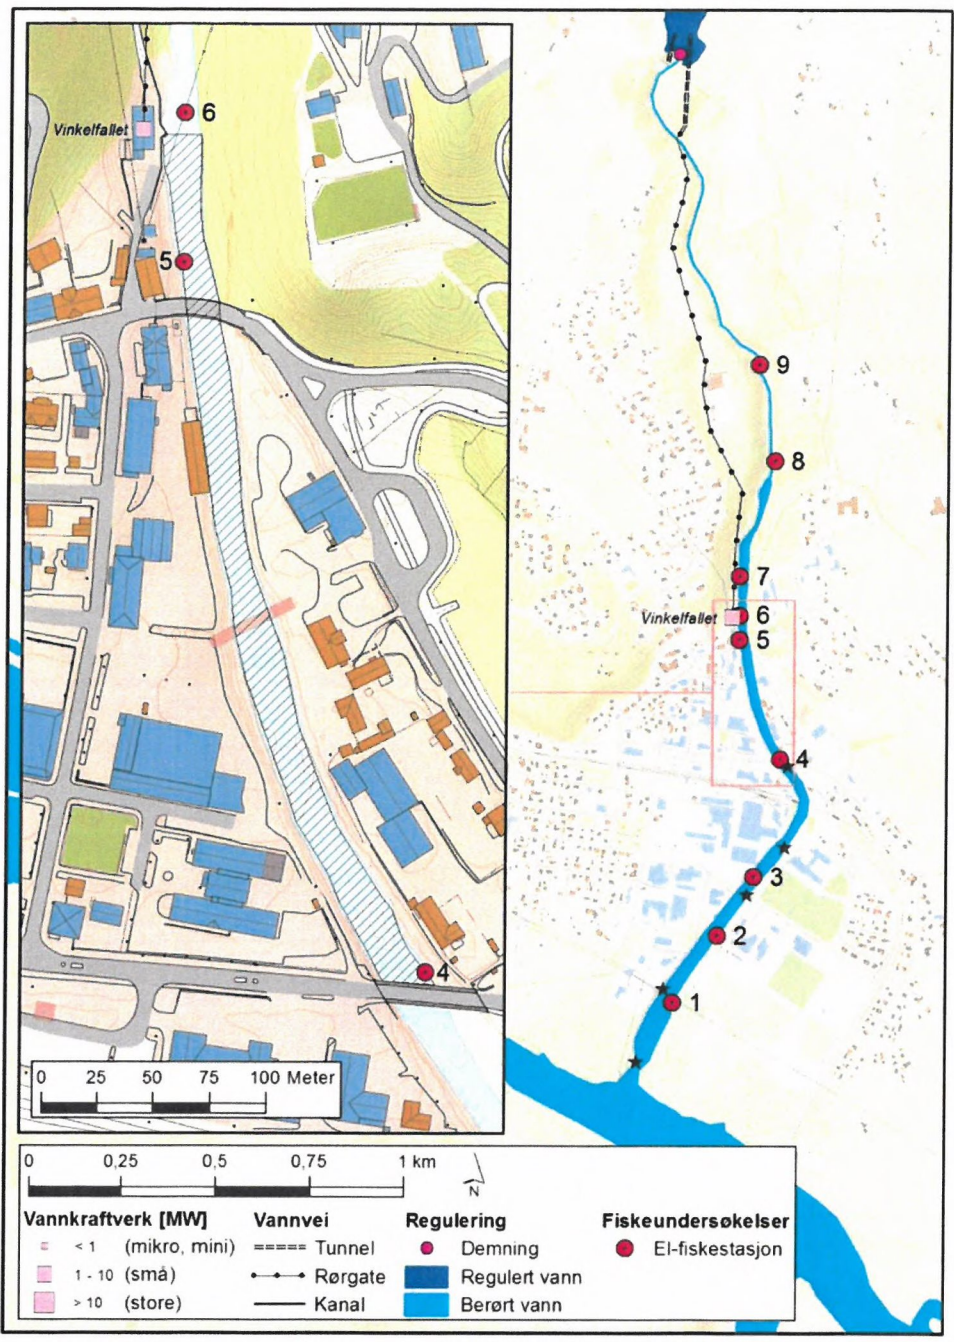 6
Vinkelfallet
5
4
0 25 50 75 100 Meter
9
8
7
Vinkelfallet
6
5
4
3
2
1
0 0,25 0,5 0,75 1 km
N
Vannkraftverk [MW]
< 1 (mikro, mini)
1 - 10 (små)
> 10 (store)
Vannvei
Tunnel
Rørgate
Kanal
Regulering
Demning
Regulert vann
Berørt vann
Fiskeundersøkelser
El-fiskestasjon